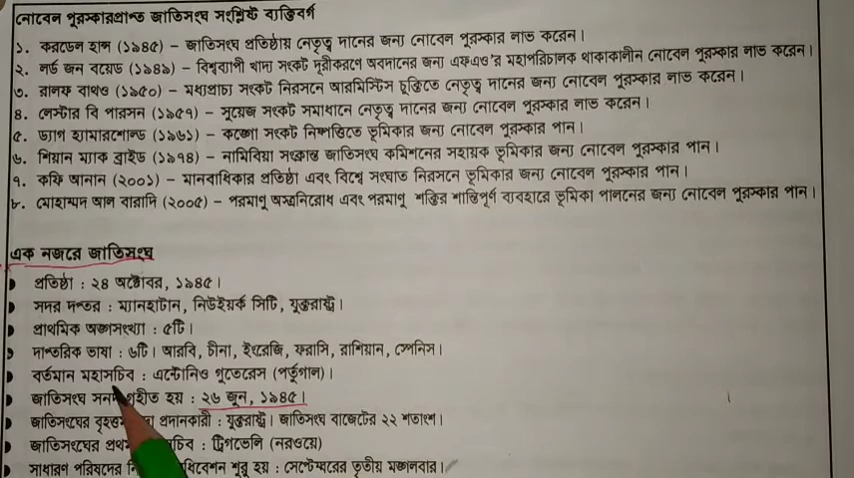 নোবেল পুরস্কারপ্রাপ্ত জাতিসংঘ সংশ্লিষ্ট ব্যক্তিবর্গ
১. করডেল হাল (১৯৪৫) – জাতিসংঘ প্রতিষ্ঠায় নেতৃত্ব দানের জন্য নোবেল পুরস্কার লাভ করেন।
২. লর্ড জন বয়েড (১৯৪৯) – বিশ্বব্যাপী খাদ্য সংকট দূরীকরণে অবদানের জন্য এফএও'র মহাপরিচালক থাকাকালীন নোবেল পুরস্কার লাভ করেন।
৩. রালফ বাঞ্চ (১৯৫০) – মধ্যপ্রাচ্য সংকট নিরসনে আরমিস্টিস চুক্তিতে নেতৃত্ব দানের জন্য নোবেল পুরস্কার লাভ করেন।
৪. লেস্টার বি পারসন (১৯৫৭) – সুয়েজ সংকট সমাধানে নেতৃত্ব দানের জন্য নোবেল পুরস্কার লাভ করেন।
৫. ড্যাগ হ্যামারশোল্ড (১৯৬১) – কঙ্গো সংকট নিষ্পত্তিতে ভূমিকার জন্য নোবেল পুরস্কার পান।
৬. শিয়ান ম্যাক ব্রাইড (১৯৭৪) – নামিবিয়া সংক্রান্ত জাতিসংঘ কমিশনের সহায়ক ভূমিকার জন্য নোবেল পুরস্কার পান।
৭. কফি আনান (২০০১) – মানবাধিকার প্রতিষ্ঠা এবং বিশ্বে সংঘাত নিরসনে ভূমিকার জন্য নোবেল পুরস্কার পান।
৮. মোহাম্মদ আল বারাদি (২০০৫) – পরমাণু অস্ত্রনিরোধ এবং পরমাণু শক্তির শান্তিপূর্ণ ব্যবহারে ভূমিকা পালনের জন্য নোবেল পুরস্কার পান।
এক নজরে জাতিসংঘ
প্রতিষ্ঠা : ২৪ অক্টোবর, ১৯৪৫।
সদর দপ্তর : ম্যানহাটান, নিউইয়র্ক সিটি, যুক্তরাষ্ট্র।
প্রাথমিক অঙ্গসংখ্যা : ৫টি।
দাপ্তরিক ভাষা : ৬টি। আরবি, চীনা, ইংরেজি, ফরাসি, রাশিয়ান, স্পেনিস।
বর্তমান মহাসচিব : এন্টোনিও গুতেরেস (পর্তুগাল)।
জাতিসংঘ সনদ গৃহীত হয় : ২৬ জুন, ১৯৪৫।
জাতিসংঘের বৃহত্তম প্রদানকারী : যুক্তরাষ্ট্র। জাতিসংঘ বাজেটের ২২ শতাংশ।
জাতিসংঘের প্রথম : ট্রিগভেলি (নরওয়ে)
সাধারণ পরিষদের শুরু হয় : সেপ্টেম্বরের তৃতীয় মঙ্গলবার।